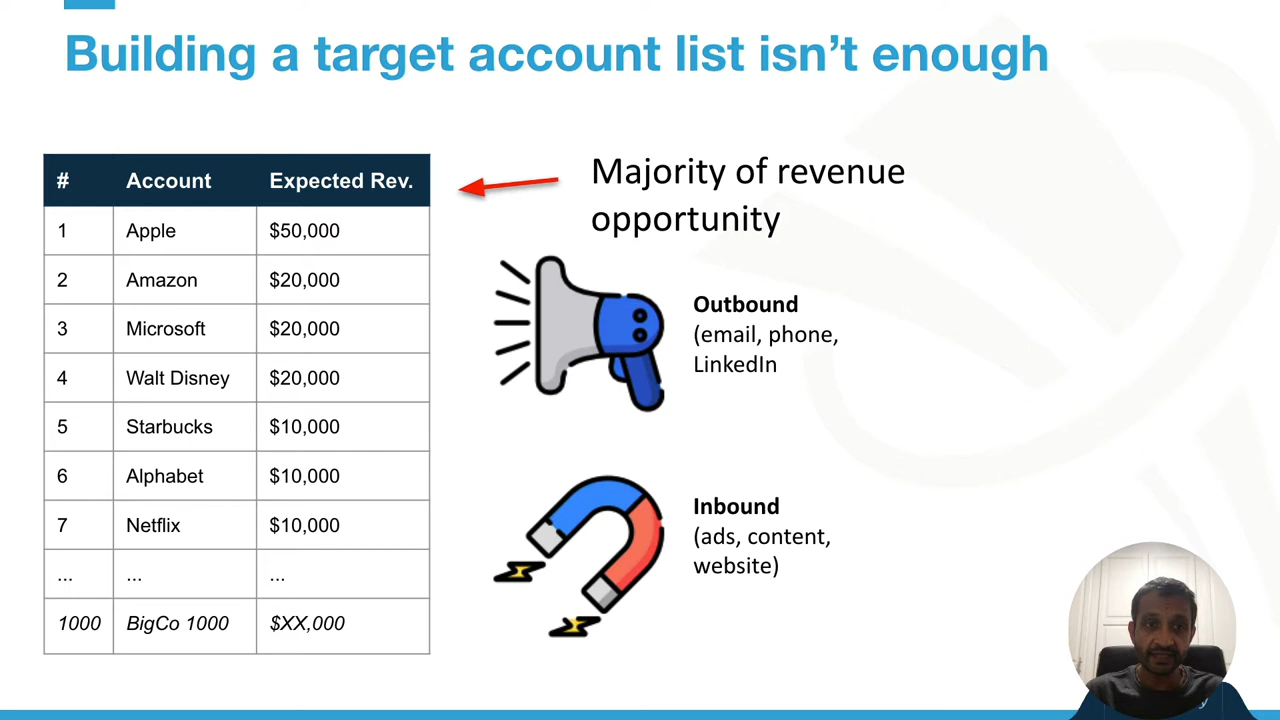 Building a target account list isn't enough
# Account Expected Rev.
1 Apple $50,000
2 Amazon $20,000
3 Microsoft $20,000
4 Walt Disney $20,000
5 Starbucks $10,000
6 Alphabet $10,000
7 Netflix $10,000
... ... ...
1000 BigCo 1000 $XX,000
Majority of revenue
opportunity
Outbound
(email, phone,
LinkedIn
Inbound
(ads, content,
website)